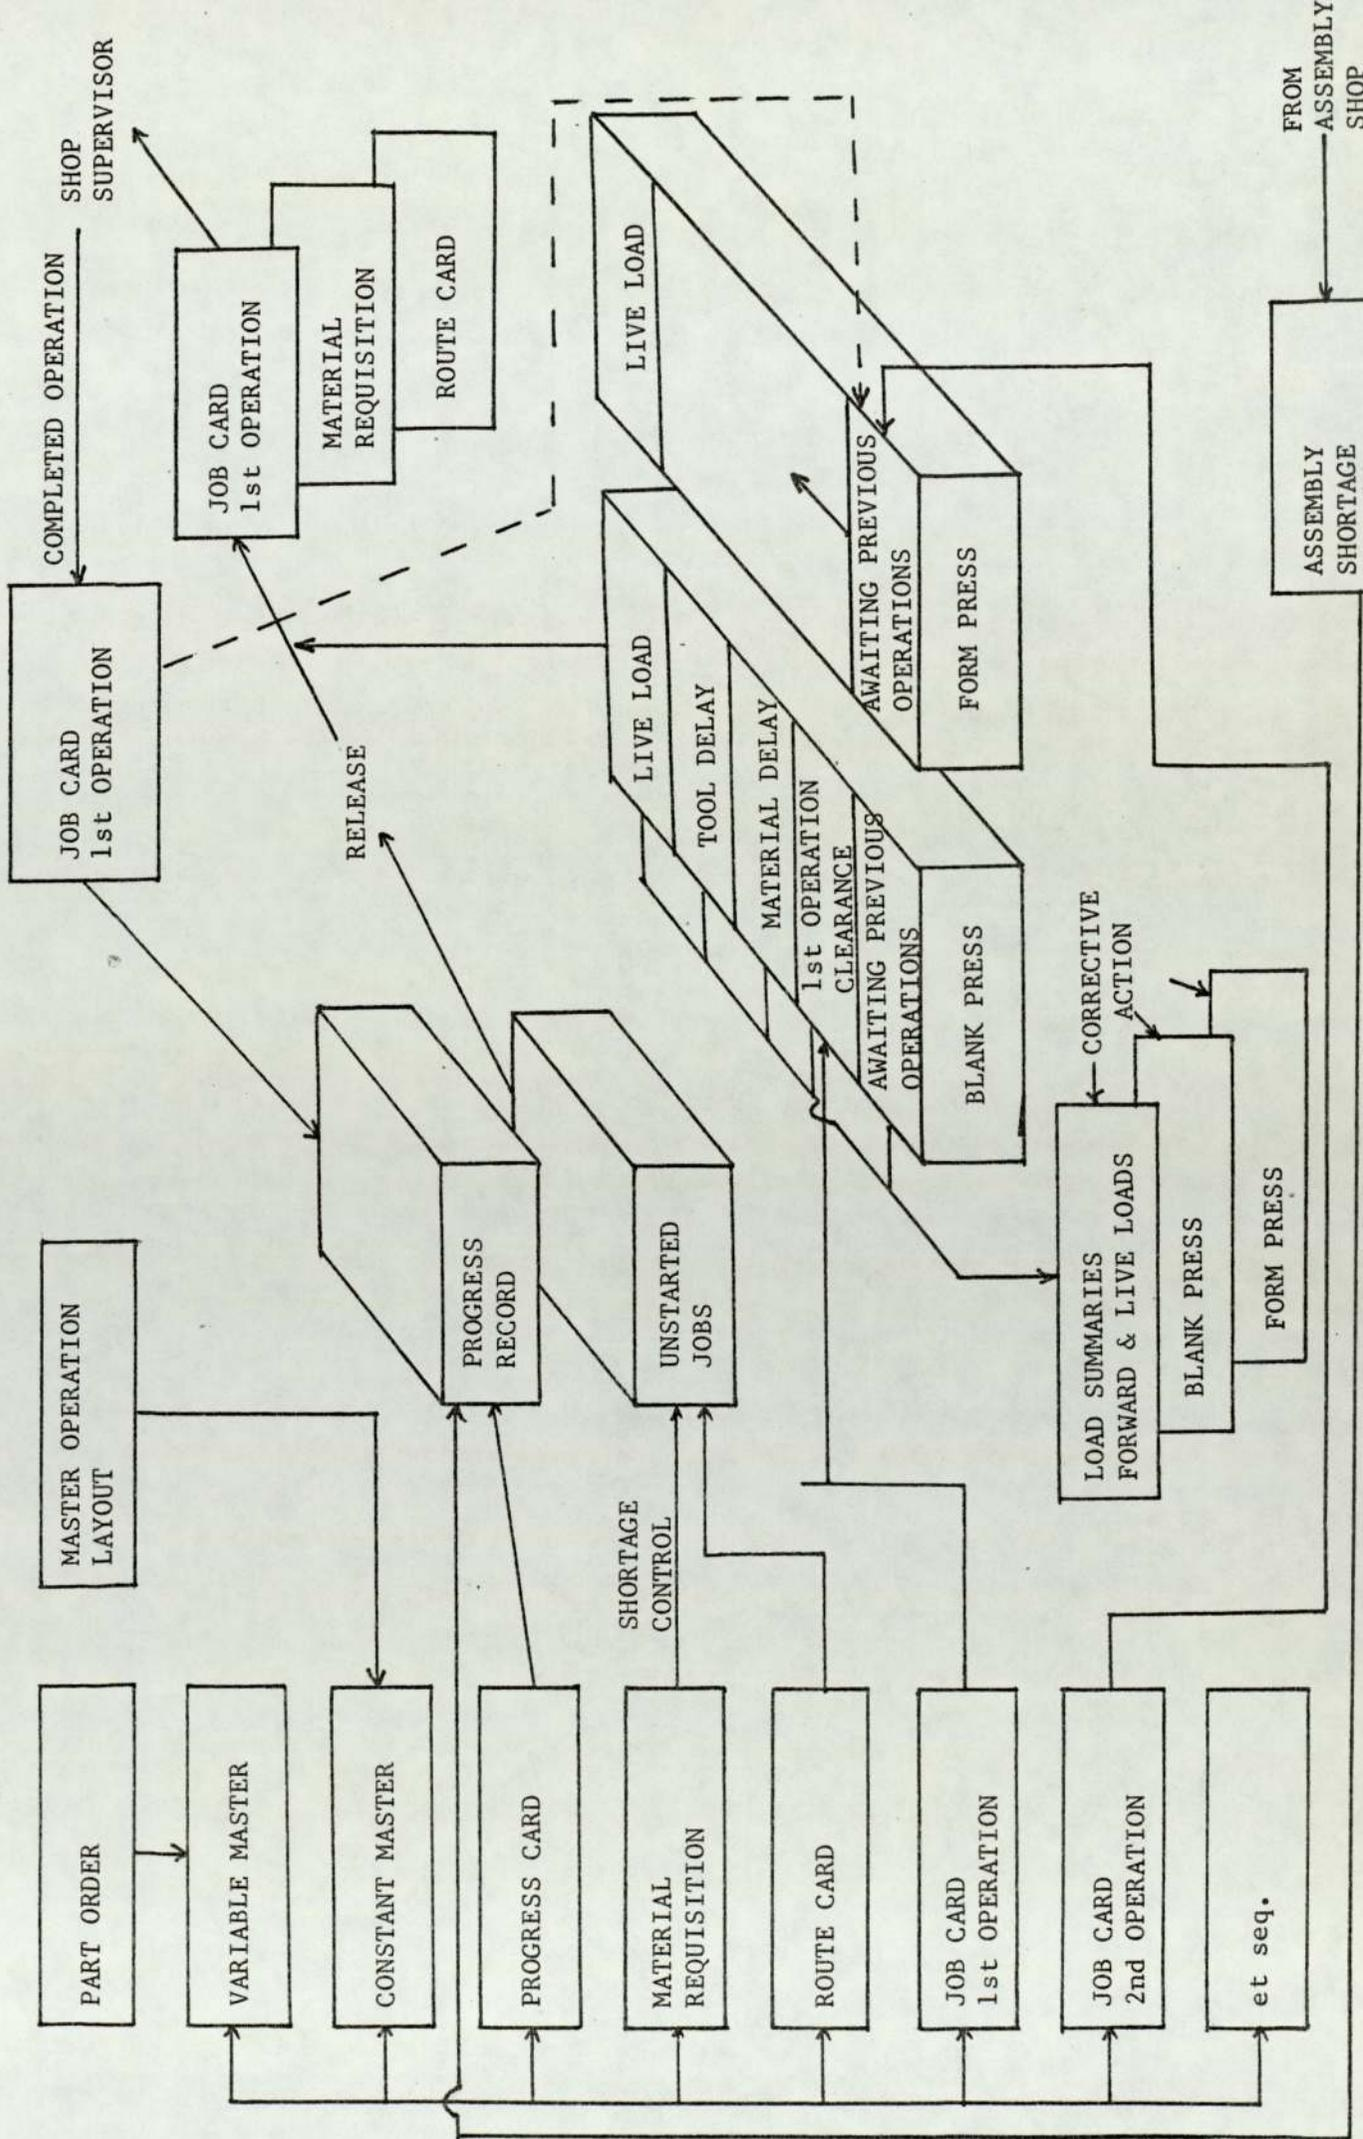 PART ORDER
VARIABLE MASTER
CONSTANT MASTER
PROGRESS CARD
MATERIAL
REQUISITION
ROUTE CARD
JOB CARD
1st OPERATION
JOB CARD
2nd OPERATION
et seq.
MASTER OPERATION
LAYOUT
SHORTAGE
CONTROL
PROGRESS
RECORD
UNSTARTED
JOBS
LOAD SUMMARIES
FORWARD & LIVE LOADS
BLANK PRESS
FORM PRESS
CORRECTIVE
ACTION
JOB CARD
1st OPERATION
COMPLETED OPERATION
SHOP
SUPERVISOR
RELEASE
JOB CARD
1st OPERATION
MATERIAL
REQUISITION
ROUTE CARD
LIVE LOAD
TOOL DELAY
MATERIAL DELAY
1st OPERATION
CLEARANCE
AWAITING PREVIOUS
OPERATIONS
BLANK PRESS
LIVE LOAD
AWAITING PREVIOUS
OPERATIONS
FORM PRESS
ASSEMBLY
SHORTAGE
FROM
ASSEMBLY
SHOP